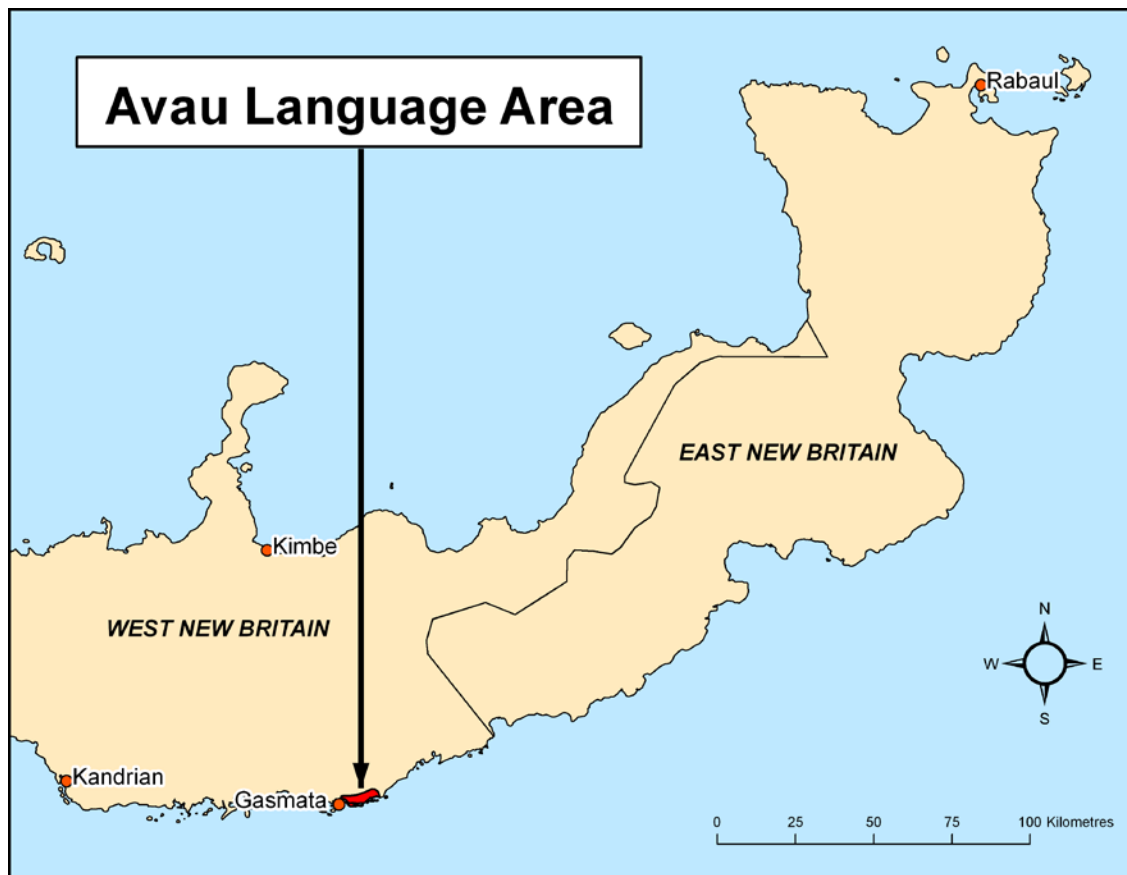 Avau Language Area
Rabaul
EAST NEW BRITAIN
Kimbe
WEST NEW BRITAIN
N
W E
S
Kandrian
Gasmata
0 25 50 75 100 Kilometres